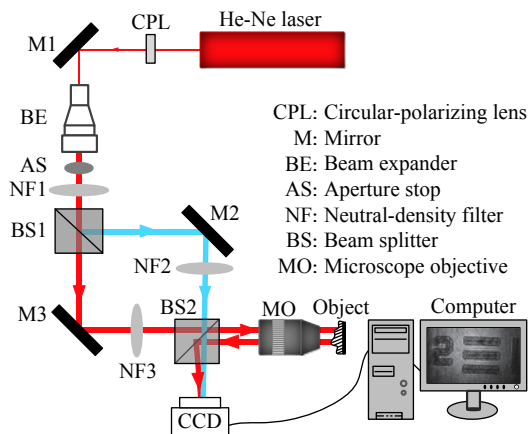 He-Ne laser
CPL
M1
BE
AS
NF1
BS1
M2
NF2
M3
NF3
BS2
MO
Object
Computer
CCD
CPL: Circular-polarizing lens
M: Mirror
BE: Beam expander
AS: Aperture stop
NF: Neutral-density filter
BS: Beam splitter
MO: Microscope objective